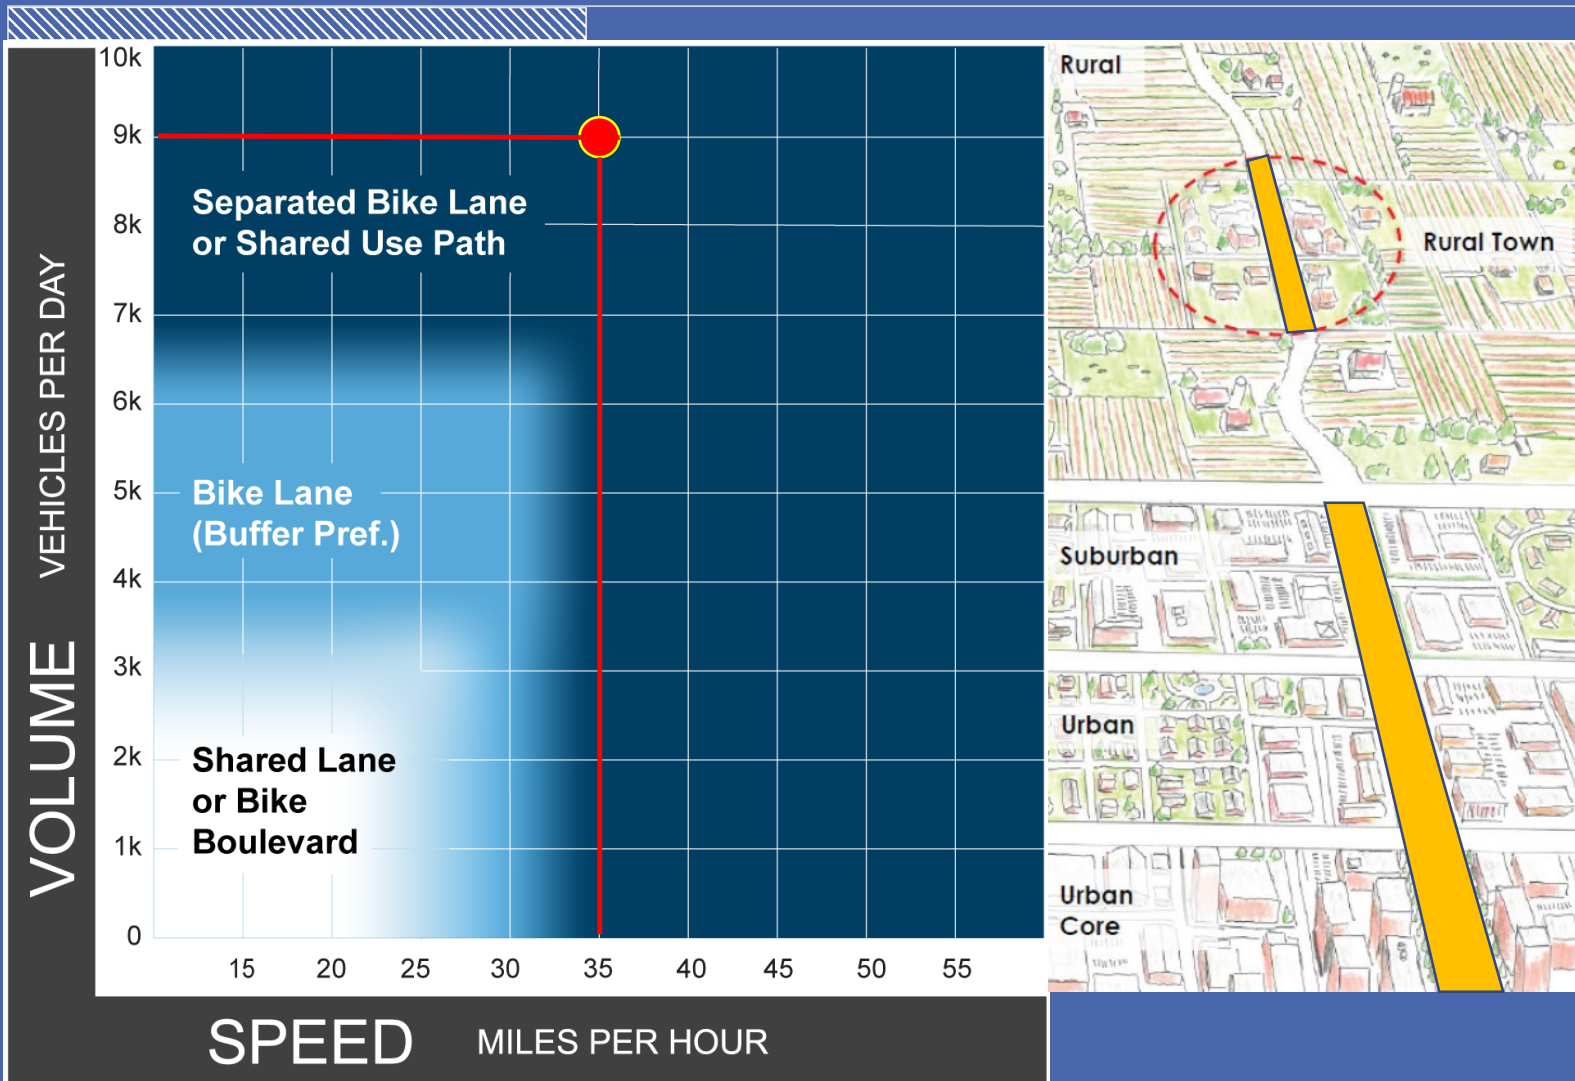 10k
9k
8k
7k
6k
5k
4k
3k
2k
1k
0
VOLUME VEHICLES PER DAY
Separated Bike Lane
or Shared Use Path
Bike Lane
(Buffer Pref.)
Shared Lane
or Bike
Boulevard
15 20 25 30 35 40 45 50 55
SPEED MILES PER HOUR
Rural
Rural Town
Suburban
Urban
Urban
Core